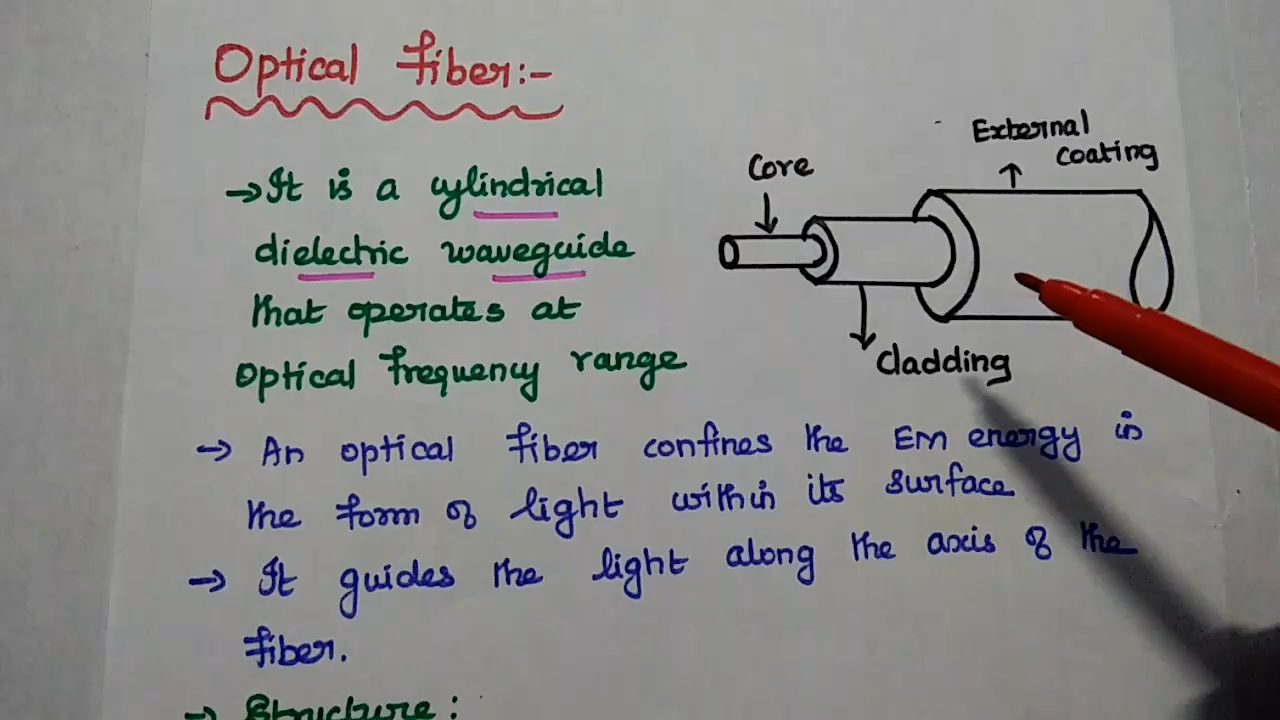 Optical fiber:-
→ It is a cylindrical
dielectric waveguide
that operates at
Optical frequency range
Core
External
coating
Cladding
→ An optical fiber confines the EM energy in
the form of light within its surface
→ It guides the light along the axis of the
fiber.
→ Structure: